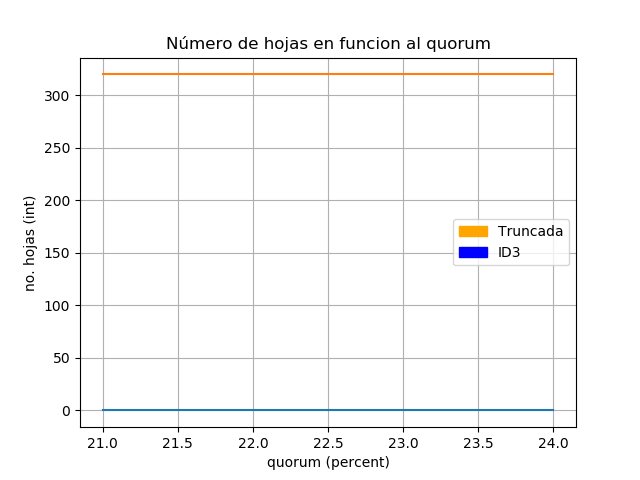 Número de hojas en funcion al quorum
no. hojas (int)
300
250
200
150
100
50
0
Truncada
ID3
21.0 21.5 22.0 22.5 23.0 23.5 24.0
quorum (percent)